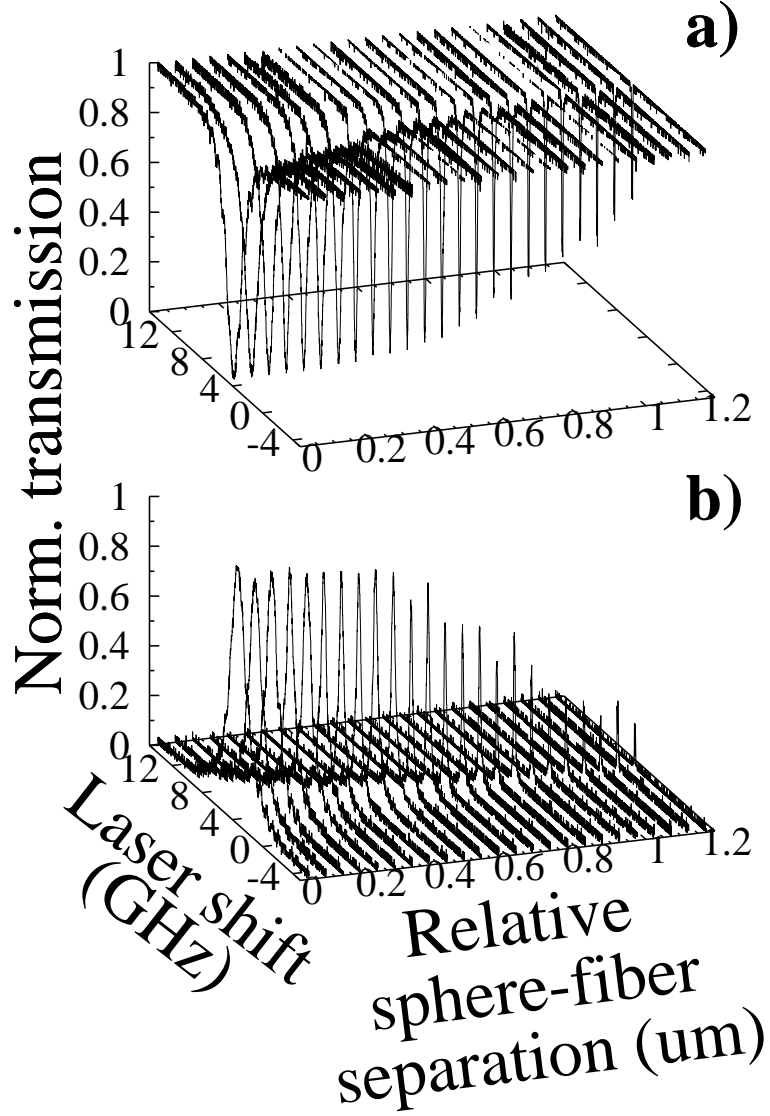 a)
1
0.8
0.6
0.4
0.2
0
12
8
4
0
-4
0 0.2 0.4 0.6 0.8 1 1.2
Norm. transmission
b)
1
0.8
0.6
0.4
0.2
0
12
8
4
0
-4
0 0.2 0.4 0.6 0.8 1 1.2
Laser shift
(GHz)
Relative
sphere-fiber
separation (um)